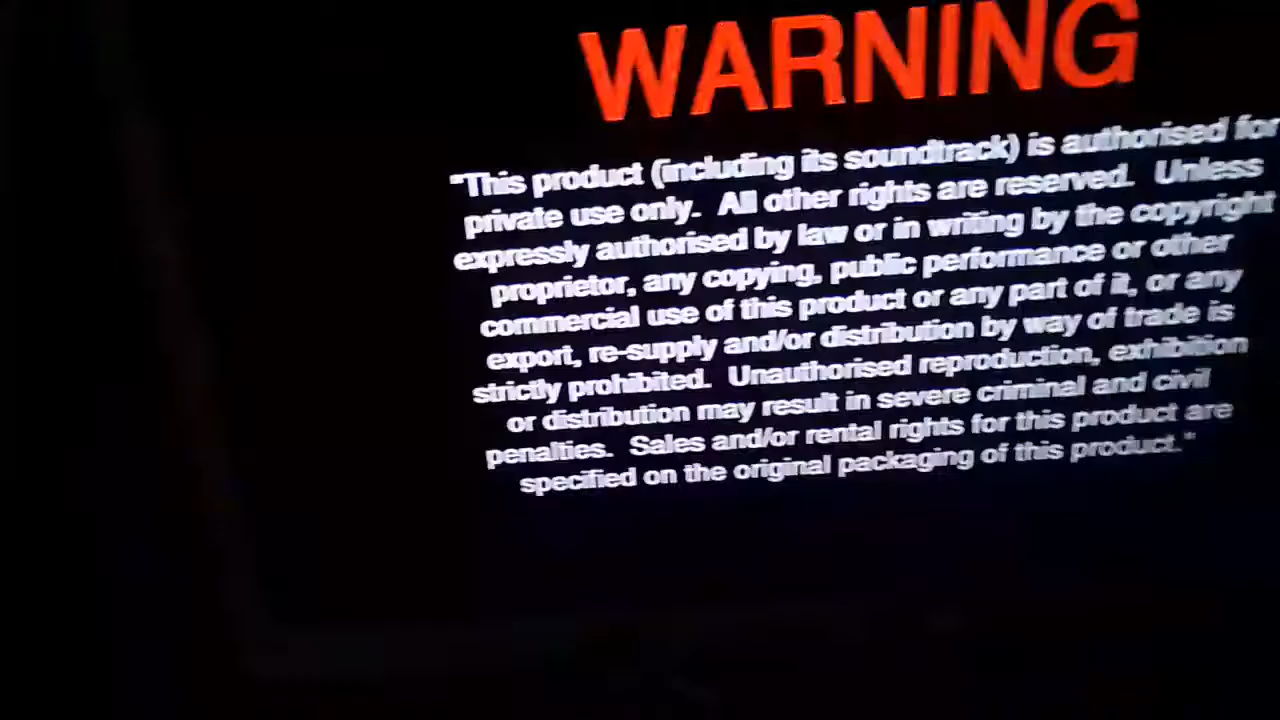 WARNING
"This product (including its soundtrack) is authorised for
private use only. All other rights are reserved. Unless
expressly authorised by law or in writing by the copyright
proprietor, any copying, public performance or other
commercial use of this product or any part of it, or any
export, re-supply and/or distribution by way of trade is
strictly prohibited. Unauthorised reproduction, exhibition
or distribution may result in severe criminal and civil
penalties. Sales and/or rental rights for this product are
specified on the original packaging of this product."